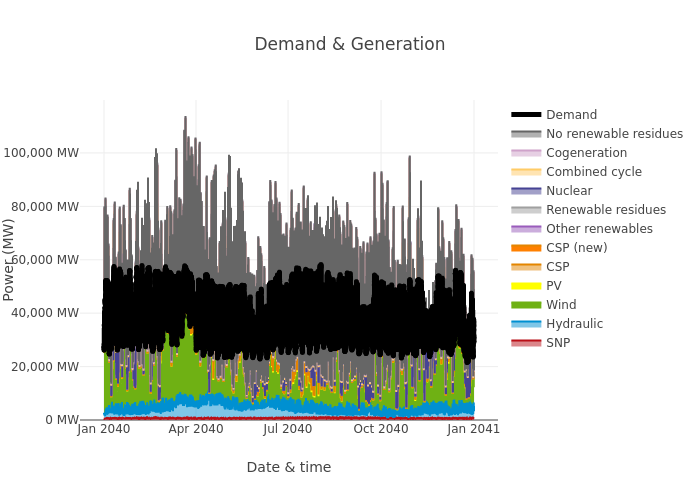 Demand & Generation
100,000 MW
80,000 MW
60,000 MW
40,000 MW
20,000 MW
0 MW
Power (MW)
Jan 2040
Apr 2040
Jul 2040
Oct 2040
Jan 2041
Date & time
Demand
No renewable residues
Cogeneration
Combined cycle
Nuclear
Renewable residues
Other renewables
CSP (new)
CSP
PV
Wind
Hydraulic
SNP